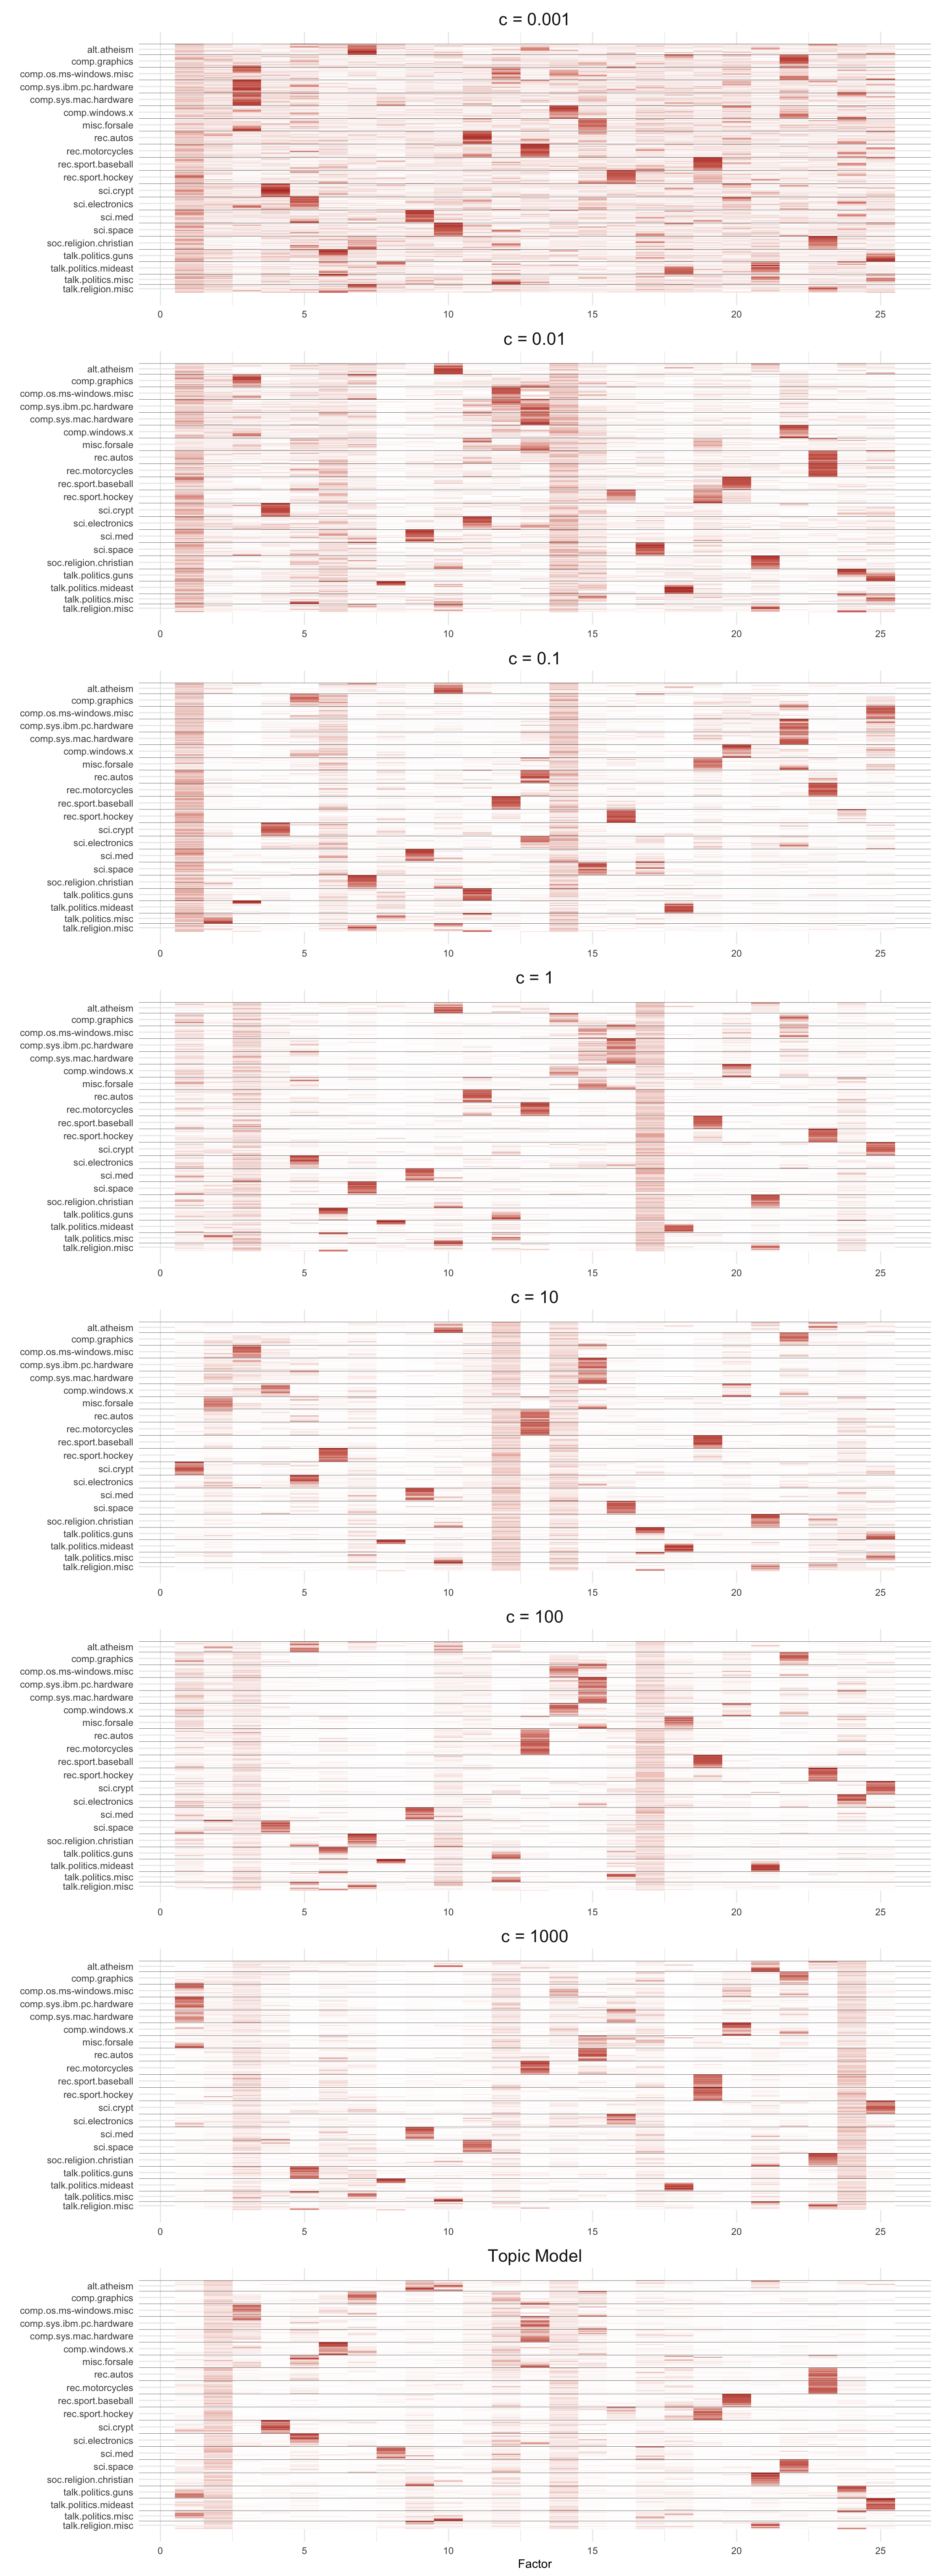 c = 0.001
alt.atheism
comp.graphics
comp.os.ms-windows.misc
comp.sys.ibm.pc.hardware
comp.sys.mac.hardware
comp.windows.x
misc.forsale
rec.autos
rec.motorcycles
rec.sport.baseball
rec.sport.hockey
sci.crypt
sci.electronics
sci.med
sci.space
soc.religion.christian
talk.politics.guns
talk.politics.mideast
talk.politics.misc
talk.religion.misc
0 5 10 15 20 25
c = 0.01
alt.atheism
comp.graphics
comp.os.ms-windows.misc
comp.sys.ibm.pc.hardware
comp.sys.mac.hardware
comp.windows.x
misc.forsale
rec.autos
rec.motorcycles
rec.sport.baseball
rec.sport.hockey
sci.crypt
sci.electronics
sci.med
sci.space
soc.religion.christian
talk.politics.guns
talk.politics.mideast
talk.politics.misc
talk.religion.misc
0 5 10 15 20 25
c = 0.1
alt.atheism
comp.graphics
comp.os.ms-windows.misc
comp.sys.ibm.pc.hardware
comp.sys.mac.hardware
comp.windows.x
misc.forsale
rec.autos
rec.motorcycles
rec.sport.baseball
rec.sport.hockey
sci.crypt
sci.electronics
sci.med
sci.space
soc.religion.christian
talk.politics.guns
talk.politics.mideast
talk.politics.misc
talk.religion.misc
0 5 10 15 20 25
c = 1
alt.atheism
comp.graphics
comp.os.ms-windows.misc
comp.sys.ibm.pc.hardware
comp.sys.mac.hardware
comp.windows.x
misc.forsale
rec.autos
rec.motorcycles
rec.sport.baseball
rec.sport.hockey
sci.crypt
sci.electronics
sci.med
sci.space
soc.religion.christian
talk.politics.guns
talk.politics.mideast
talk.politics.misc
talk.religion.misc
0 5 10 15 20 25
c = 10
alt.atheism
comp.graphics
comp.os.ms-windows.misc
comp.sys.ibm.pc.hardware
comp.sys.mac.hardware
comp.windows.x
misc.forsale
rec.autos
rec.motorcycles
rec.sport.baseball
rec.sport.hockey
sci.crypt
sci.electronics
sci.med
sci.space
soc.religion.christian
talk.politics.guns
talk.politics.mideast
talk.politics.misc
talk.religion.misc
0 5 10 15 20 25
c = 100
alt.atheism
comp.graphics
comp.os.ms-windows.misc
comp.sys.ibm.pc.hardware
comp.sys.mac.hardware
comp.windows.x
misc.forsale
rec.autos
rec.motorcycles
rec.sport.baseball
rec.sport.hockey
sci.crypt
sci.electronics
sci.med
sci.space
soc.religion.christian
talk.politics.guns
talk.politics.mideast
talk.politics.misc
talk.religion.misc
0 5 10 15 20 25
c = 1000
alt.atheism
comp.graphics
comp.os.ms-windows.misc
comp.sys.ibm.pc.hardware
comp.sys.mac.hardware
comp.windows.x
misc.forsale
rec.autos
rec.motorcycles
rec.sport.baseball
rec.sport.hockey
sci.crypt
sci.electronics
sci.med
sci.space
soc.religion.christian
talk.politics.guns
talk.politics.mideast
talk.politics.misc
talk.religion.misc
0 5 10 15 20 25
Topic Model
alt.atheism
comp.graphics
comp.os.ms-windows.misc
comp.sys.ibm.pc.hardware
comp.sys.mac.hardware
comp.windows.x
misc.forsale
rec.autos
rec.motorcycles
rec.sport.baseball
rec.sport.hockey
sci.crypt
sci.electronics
sci.med
sci.space
soc.religion.christian
talk.politics.guns
talk.politics.mideast
talk.politics.misc
talk.religion.misc
0 5 10 15 20 25
Factor